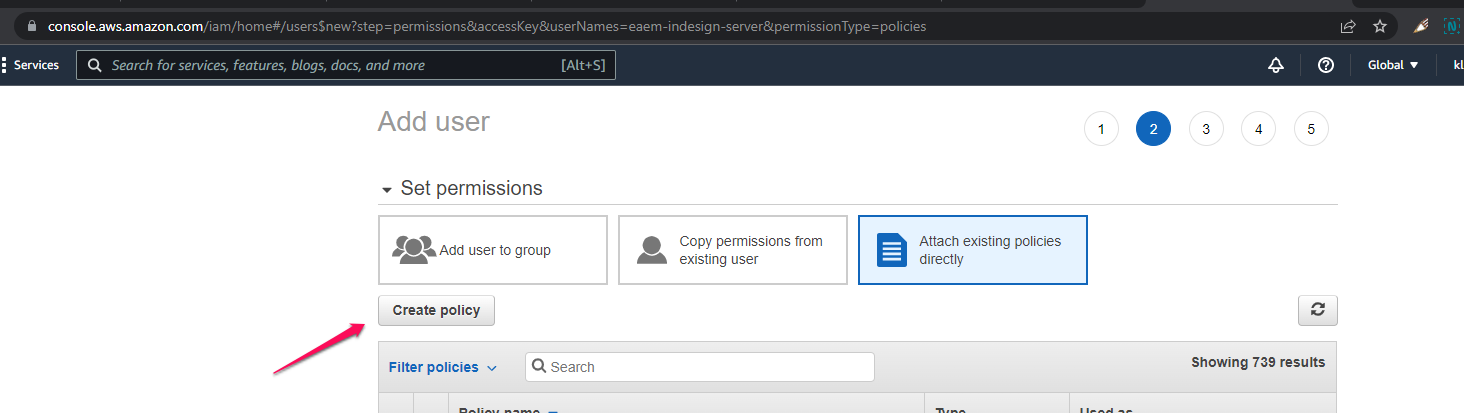 console.aws.amazon.com/iam/home#/users$new?step=permissions&accessKey&userNames=eaem-indesign-server&permissionType=policies
Services
Search for services, features, blogs, docs, and more
[Alt+S]
Global
kl
Add user
1 2 3 4 5
Set permissions
Add user to group
Copy permissions from
existing user
Attach existing policies
directly
Create policy
Filter policies
Search
Showing 739 results
Policy name
Type
Used as